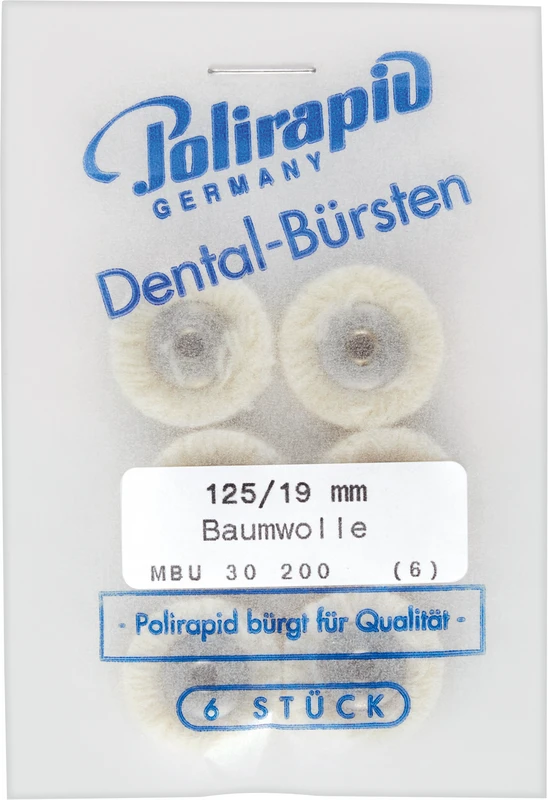 Polirapid
GERMANY
Dental-Bürsten
125/19 mm
Baumwolle
MBU 30 200 (6)
- Polirapid bürgt für Qualität -
6 STÜCK